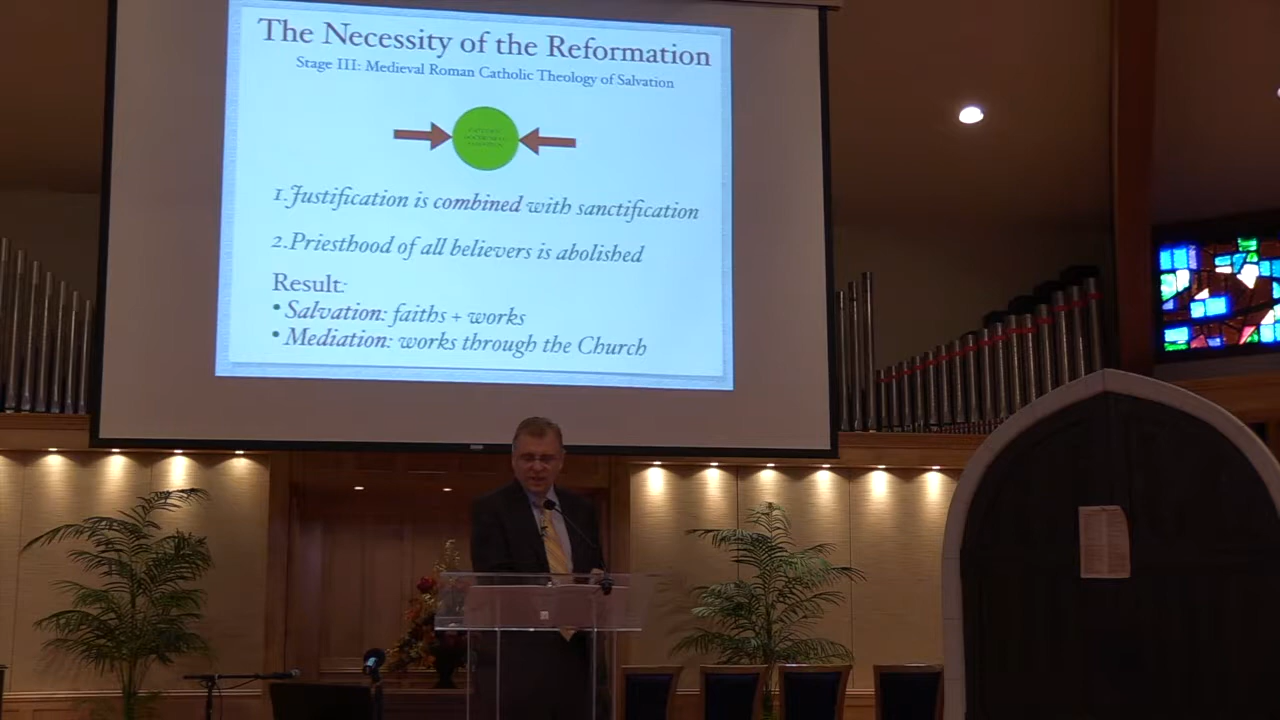 The Necessity of the Reformation
Stage III: Medieval Roman Catholic Theology of Salvation
1. Justification is combined with sanctification
2. Priesthood of all believers is abolished
Result:
• Salvation: faiths + works
• Mediation: works through the Church